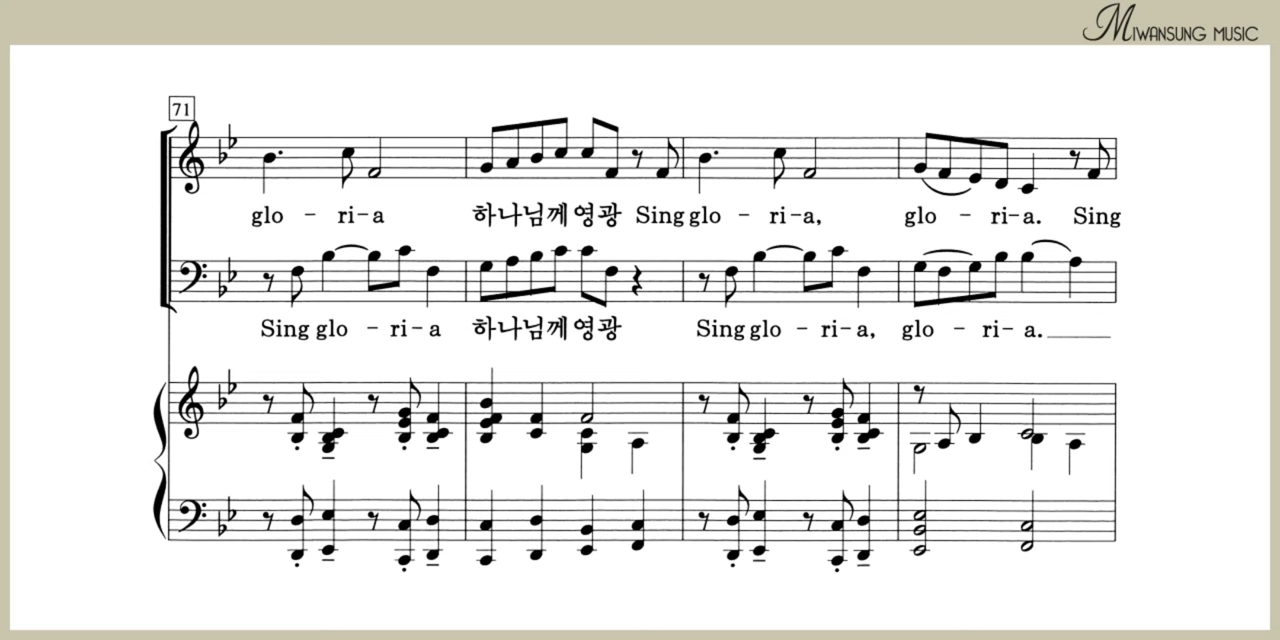 MIWANSUNG MUSIC
71
glo - ri-a 하나님께 영광 Sing glo - ri-a, glo - ri-a. Sing
Sing glo - ri-a 하나님께 영광 Sing glo - ri-a, glo - ri- a.